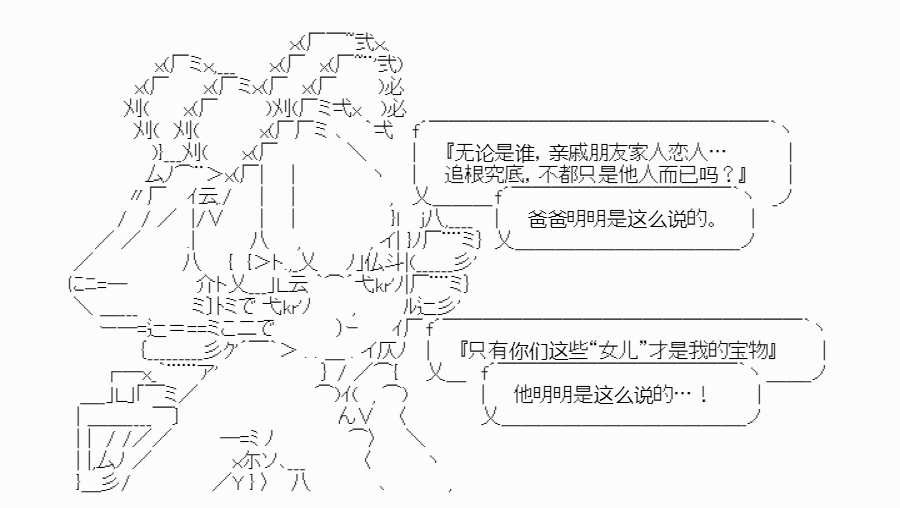 『无论是谁，亲戚朋友家人恋人…
追根究底，不都只是他人而已吗？』
爸爸明明是这么说的。
『只有你们这些“女儿”才是我的宝物』
他明明是这么说的…！